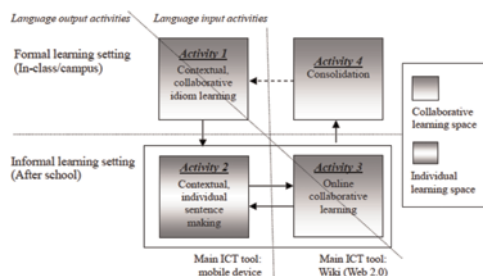 Language output activities
Language input activities
Formal learning setting
(In-class/campus)
Activity 1
Contextual,
collaborative
idiom learning
Activity 4
Consolidation
Collaborative
learning space
Individual
learning space
Informal learning setting
(After school)
Activity 2
Contextual,
individual
sentence
making
Activity 3
Online
collaborative
learning
Main ICT tool:
mobile device
Main ICT tool:
Wiki (Web 2.0)